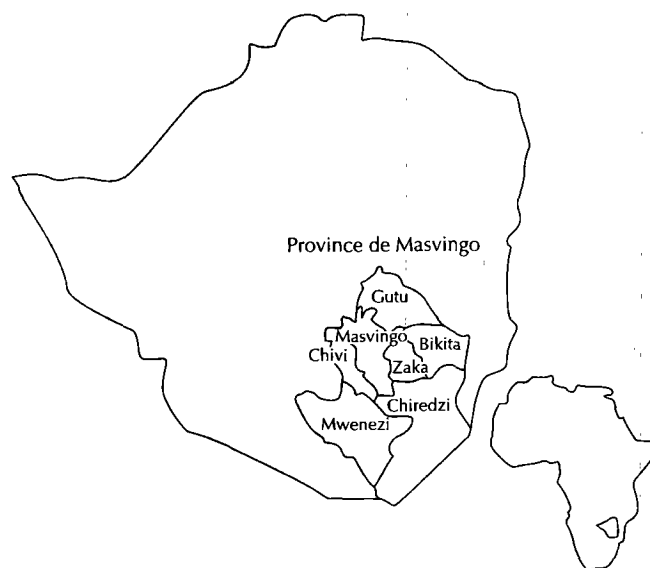 Province de Masvingo
Gutu
Masvingo
Bikita
Chivi
Zaka
Chiredzi
Mwenezi